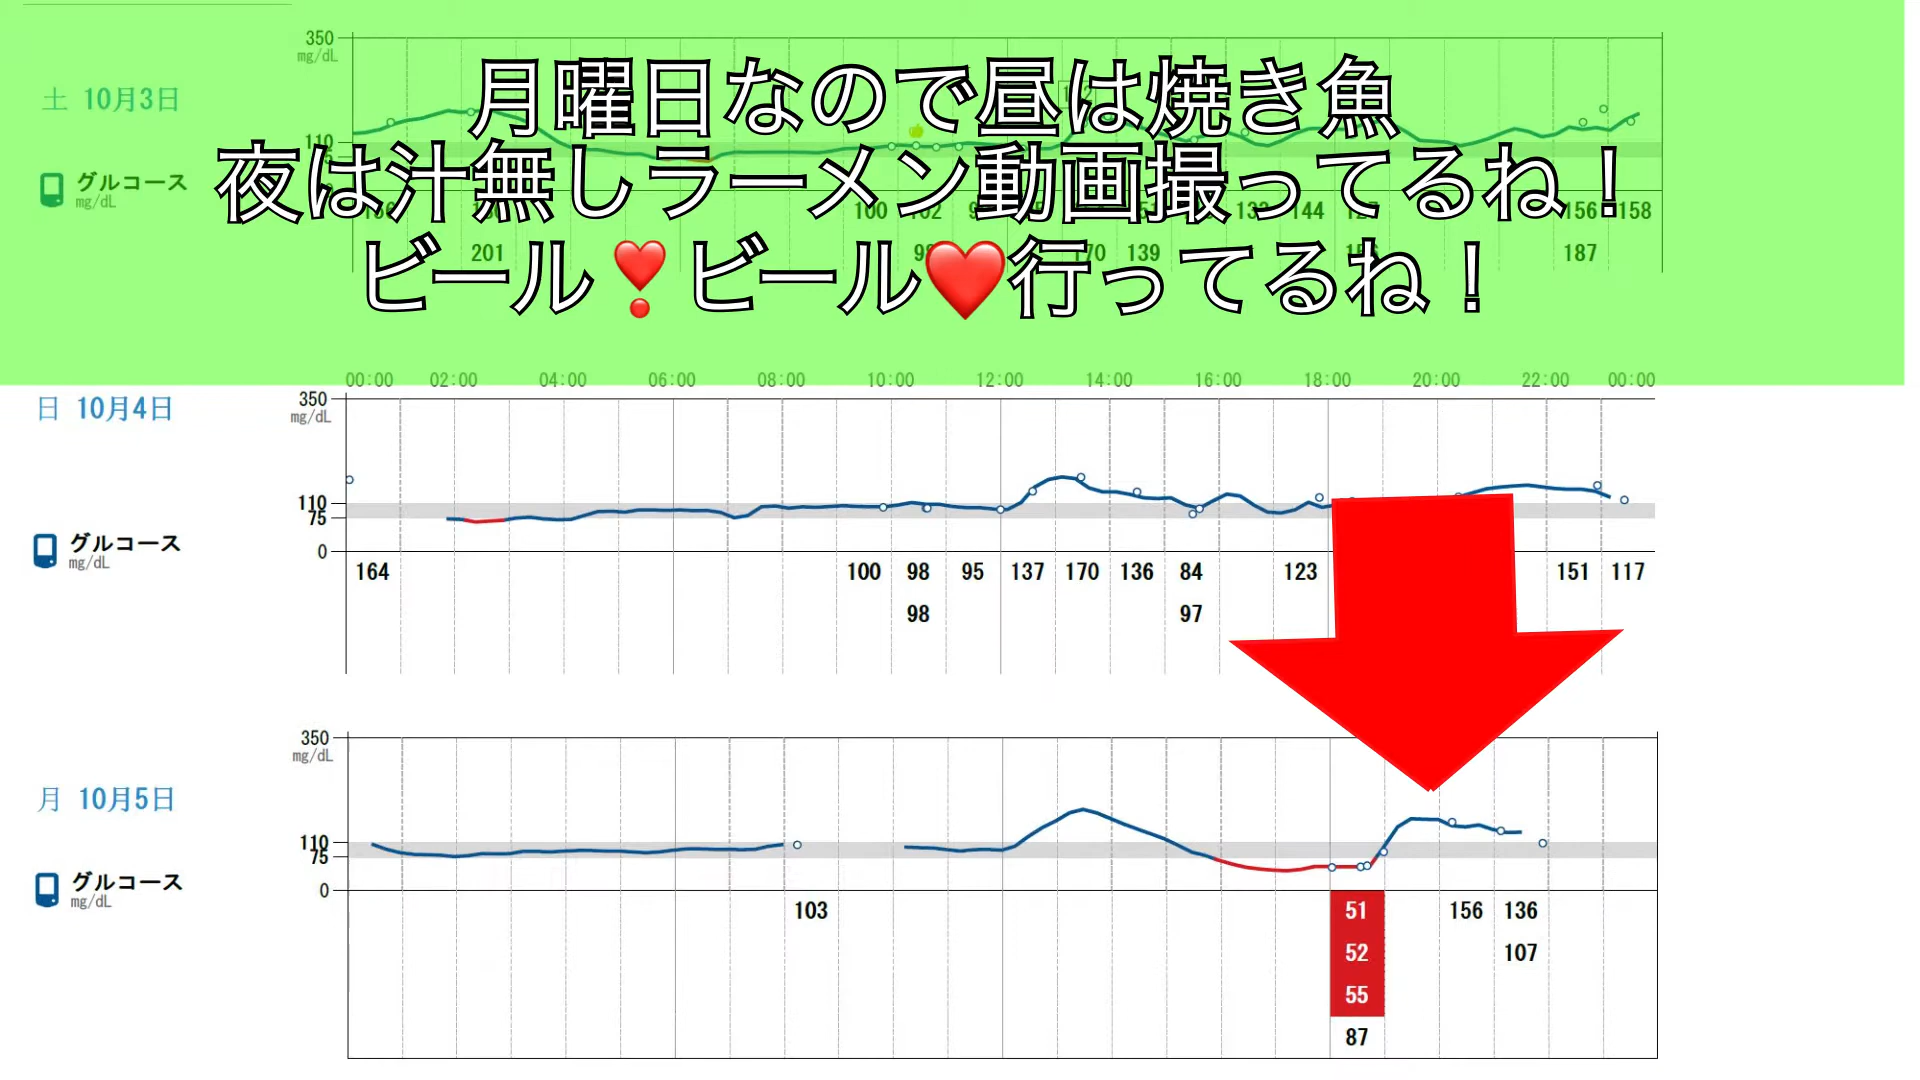 350
mg/dL
土 10月3日
月曜日なので昼は焼き魚
110
グルコース
mg/dL
夜は汁無しラーメン動画撮ってるね！
100 144 156 158
201 139 187
ビール❣️ビール❤️行ってるね！
00:00 02:00 04:00 06:00 08:00 10:00 12:00 14:00 16:00 18:00 20:00 22:00 00:00
日 10月4日
350
mg/dL
110
75
0
グルコース
mg/dL
164 100 98 95 137 170 136 84 123 151 117
98 97
月 10月5日
350
mg/dL
110
75
0
グルコース
mg/dL
103 51 156 136
52 107
55
87